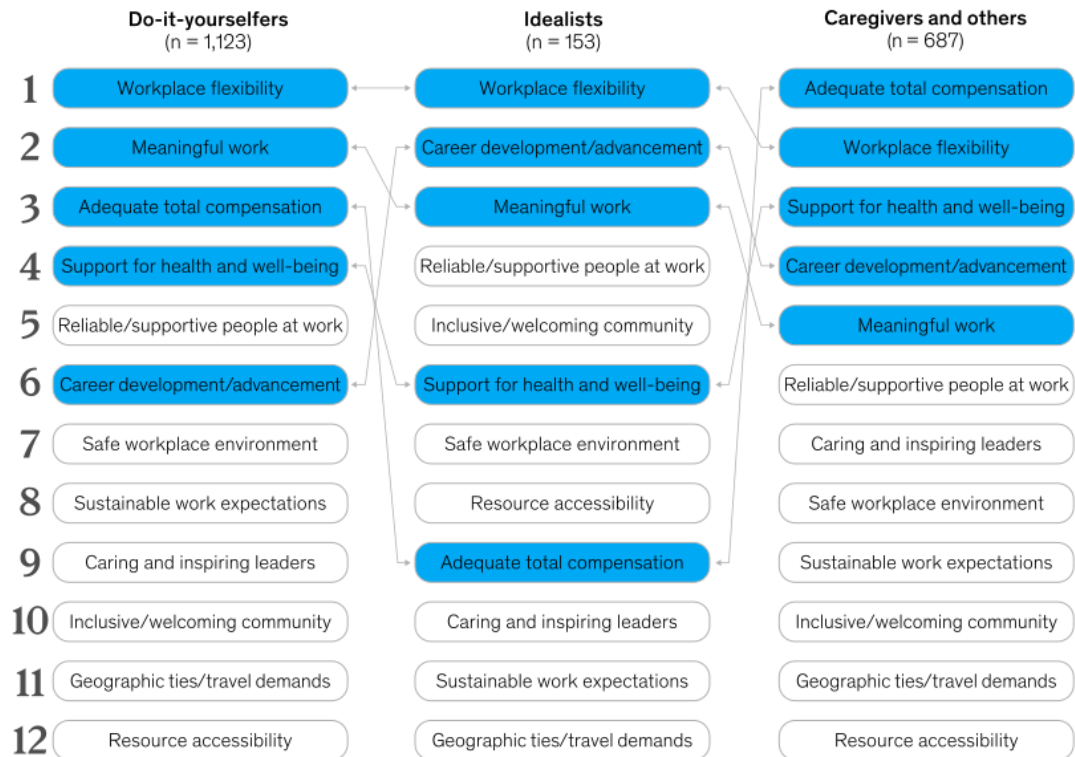 Do-it-yourselfers Idealists Caregivers and others
(n = 1,123) (n = 153) (n = 687)
1 Workplace flexibility Workplace flexibility Adequate total compensation
2 Meaningful work Career development/advancement Workplace flexibility
3 Adequate total compensation Meaningful work Support for health and well-being
4 Support for health and well-being Reliable/supportive people at work Career development/advancement
5 Reliable/supportive people at work Inclusive/welcoming community Meaningful work
6 Career development/advancement Support for health and well-being Reliable/supportive people at work
7 Safe workplace environment Safe workplace environment Caring and inspiring leaders
8 Sustainable work expectations Resource accessibility Safe workplace environment
9 Caring and inspiring leaders Adequate total compensation Sustainable work expectations
10 Inclusive/welcoming community Caring and inspiring leaders Inclusive/welcoming community
11 Geographic ties/travel demands Sustainable work expectations Geographic ties/travel demands
12 Resource accessibility Geographic ties/travel demands Resource accessibility